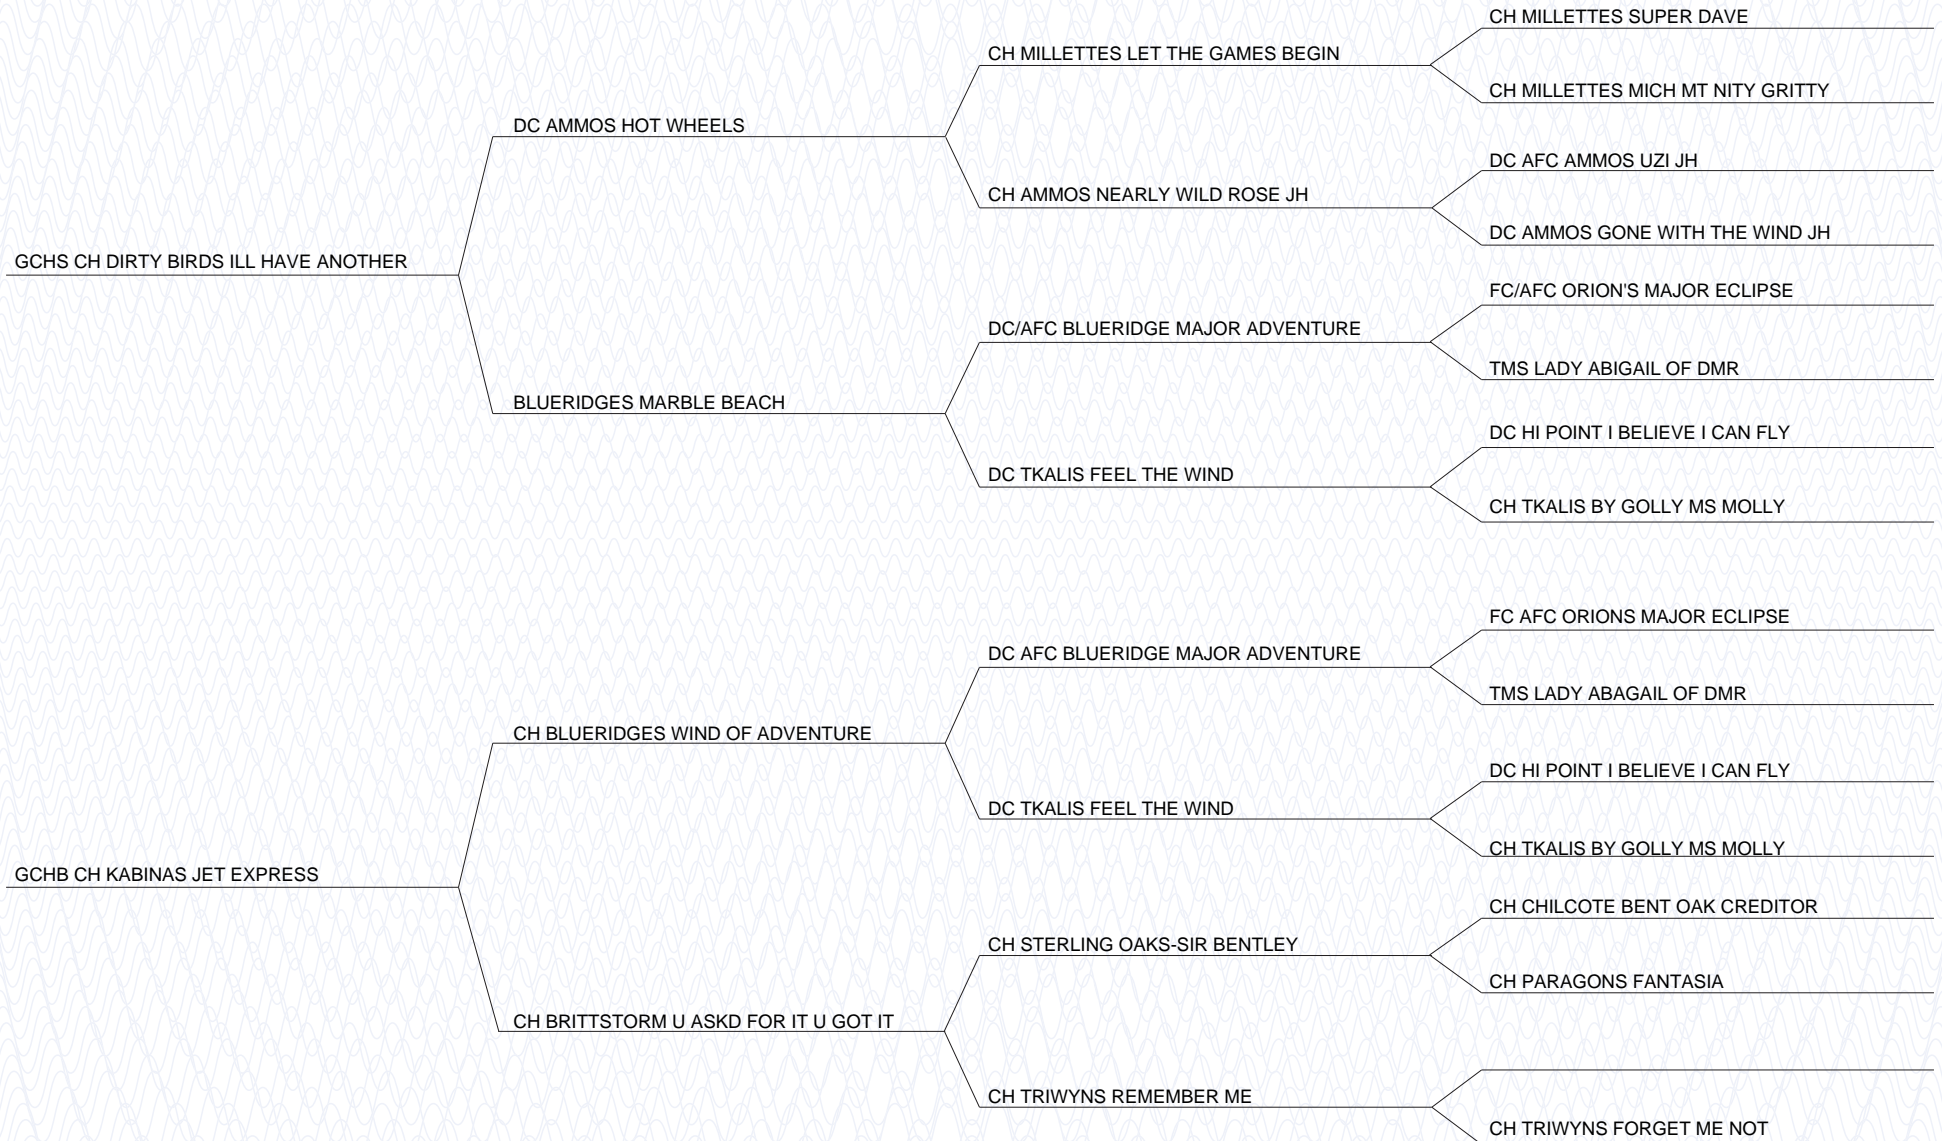 CH MILLETTES SUPER DAVE
CH MILLETTES LET THE GAMES BEGIN
CH MILLETTES MICH MT NITY GRITTY
DC AMMOS HOT WHEELS
DC AFC AMMOS UZI JH
CH AMMOS NEARLY WILD ROSE JH
DC AMMOS GONE WITH THE WIND JH
GCHS CH DIRTY BIRDS ILL HAVE ANOTHER
FC/AFC ORION'S MAJOR ECLIPSE
DC/AFC BLUERIDGE MAJOR ADVENTURE
TMS LADY ABIGAIL OF DMR
BLUERIDGES MARBLE BEACH
DC HI POINT I BELIEVE I CAN FLY
DC TKALIS FEEL THE WIND
CH TKALIS BY GOLLY MS MOLLY
FC AFC ORIONS MAJOR ECLIPSE
DC AFC BLUERIDGE MAJOR ADVENTURE
TMS LADY ABAGAIL OF DMR
CH BLUERIDGES WIND OF ADVENTURE
DC HI POINT I BELIEVE I CAN FLY
DC TKALIS FEEL THE WIND
CH TKALIS BY GOLLY MS MOLLY
GCHB CH KABINAS JET EXPRESS
CH CHILCOTE BENT OAK CREDITOR
CH STERLING OAKS-SIR BENTLEY
CH PARAGONS FANTASIA
CH BRITTSTORM U ASKD FOR IT U GOT IT
CH TRIWYNS REMEMBER ME
CH TRIWYNS FORGET ME NOT